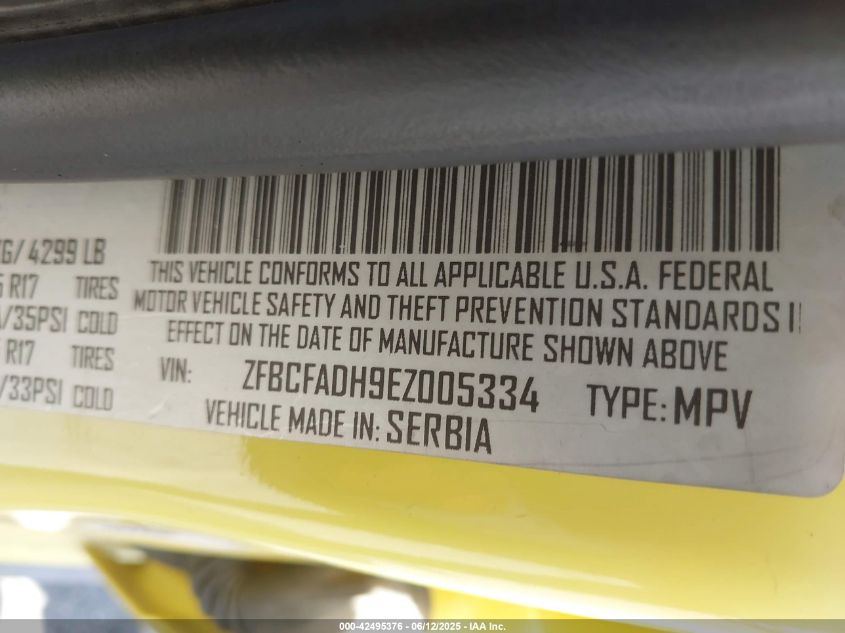 G/ 4299 LB
R17 TIRES
/35PSI COLD
R17 TIRES
/33PSI COLD
THIS VEHICLE CONFORMS TO ALL APPLICABLE U.S.A. FEDERAL
MOTOR VEHICLE SAFETY AND THEFT PREVENTION STANDARDS I
EFFECT ON THE DATE OF MANUFACTURE SHOWN ABOVE
VIN: ZFBCFADH9EZ005334 TYPE: MPV
VEHICLE MADE IN: SERBIA
000-42495376 - 06/12/2025 - IAA Inc.